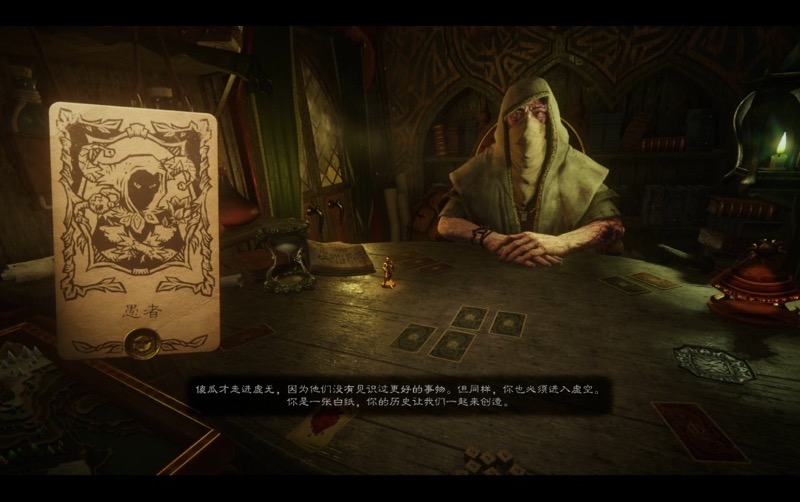 愚者
傻瓜才走进虚无，因为他们没有见识过更好的事物。但同样，你也必须进入虚空。
你是一张白纸，你的历史让我们一起来创造。